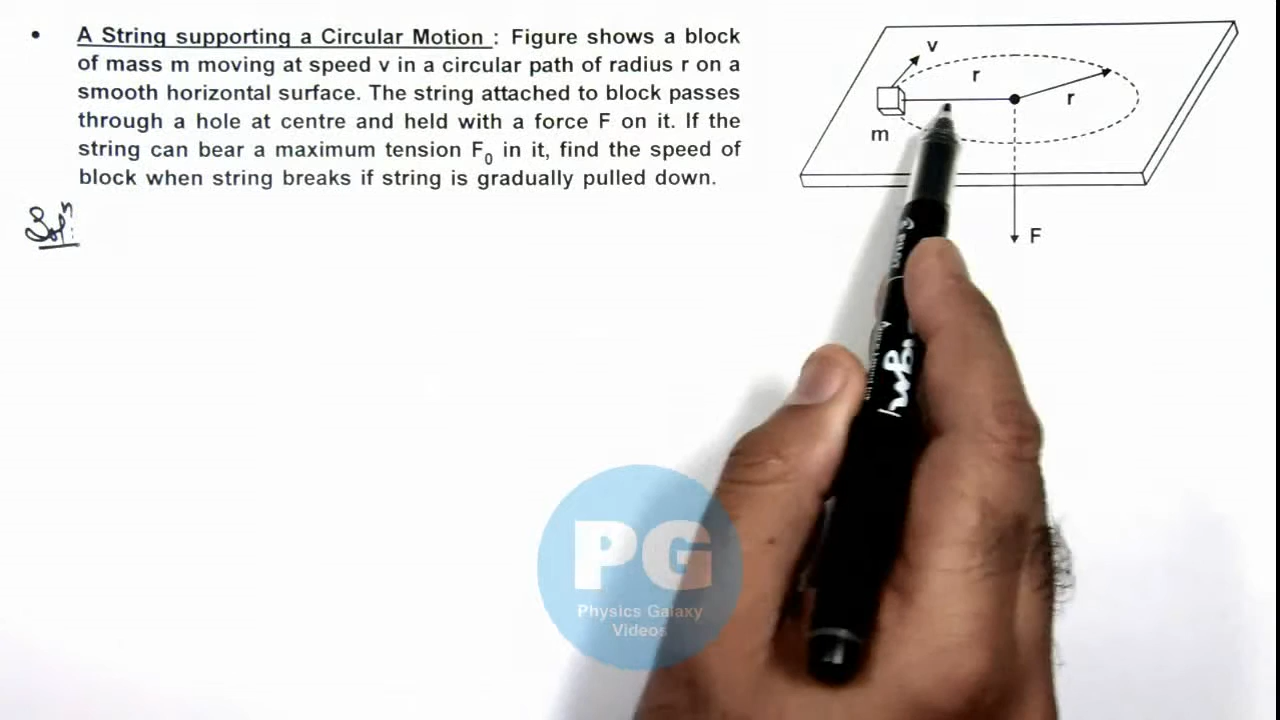 • A String supporting a Circular Motion : Figure shows a block
of mass m moving at speed v in a circular path of radius r on a
smooth horizontal surface. The string attached to block passes
through a hole at centre and held with a force F on it. If the
string can bear a maximum tension F₀ in it, find the speed of
block when string breaks if string is gradually pulled down.
Solⁿ:
v
r
r
m
F
PG
Physics Galaxy
Videos